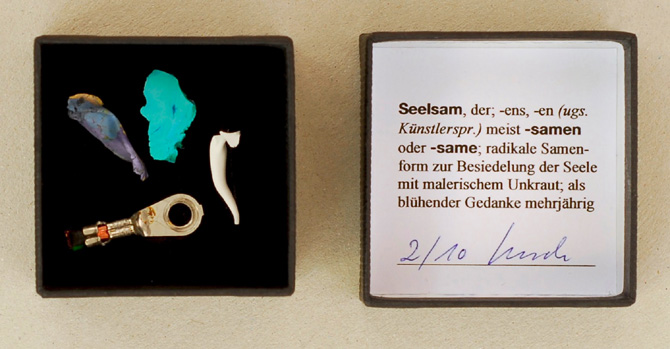 Seelsam, der; -ens, -en (ugs.
Künstlerspr.) meist -samen
oder -same; radikale Samen-
form zur Besiedelung der Seele
mit malerischem Unkraut; als
blühender Gedanke mehrjährig
2/10